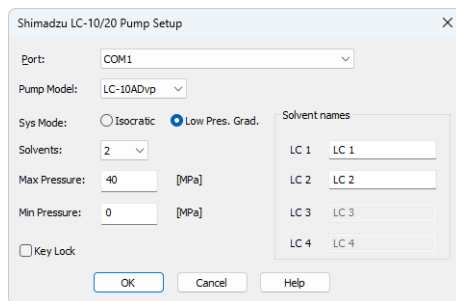 Shimadzu LC-10/20 Pump Setup
Port: COM1
Pump Model: LC-10ADvp
Sys Mode: Isocratic Low Pres. Grad.
Solvents: 2
Max Pressure: 40 [MPa]
Min Pressure: 0 [MPa]
Key Lock
Solvent names
LC 1 LC 1
LC 2 LC 2
LC 3 LC 3
LC 4 LC 4
OK Cancel Help